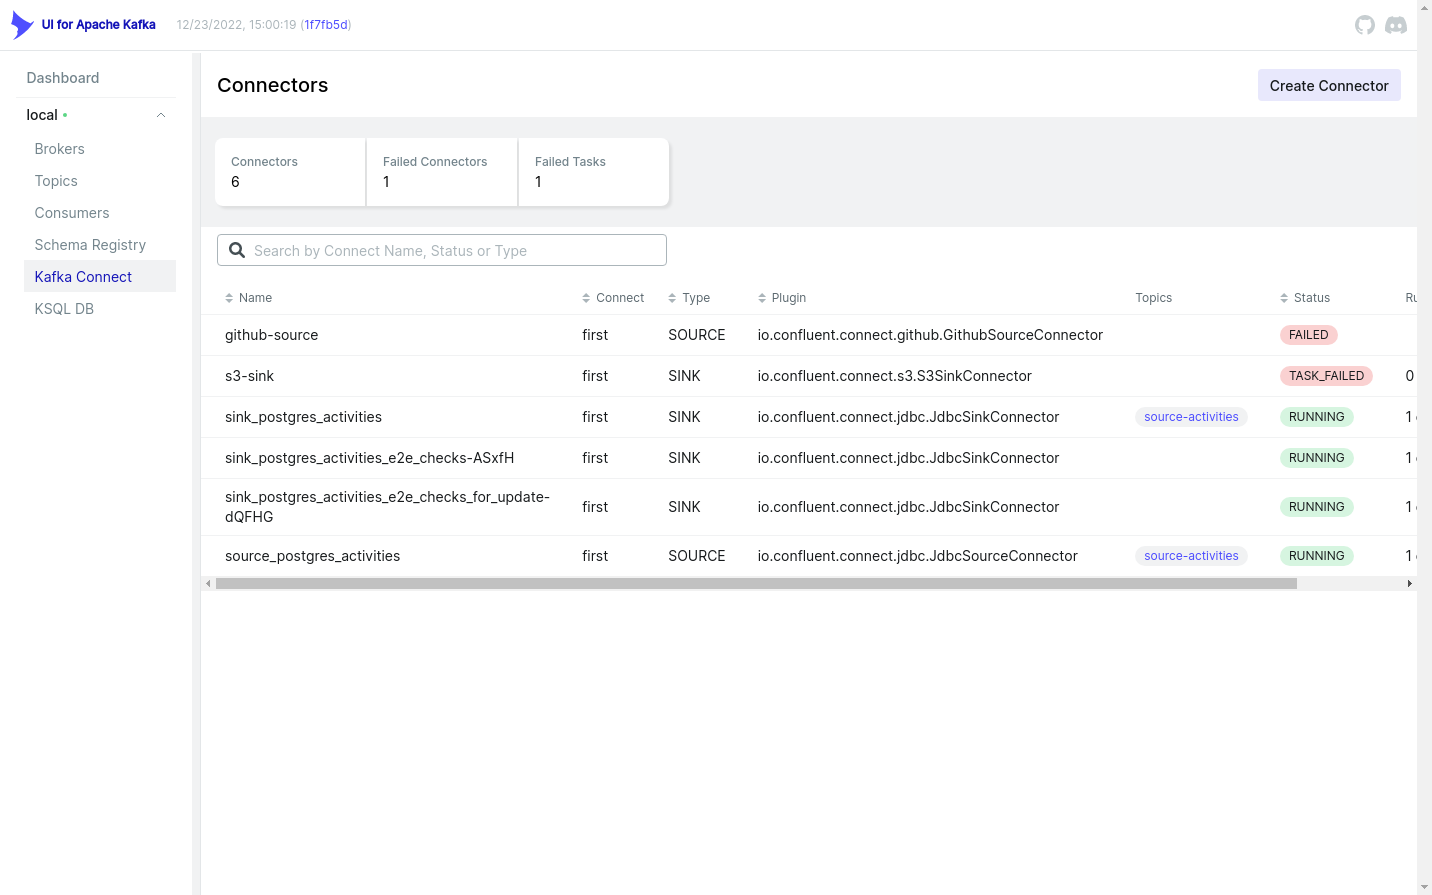 UI for Apache Kafka 12/23/2022, 15:00:19 (1f7fb5d)
Dashboard
local
Brokers
Topics
Consumers
Schema Registry
Kafka Connect
KSQL DB
Connectors
Create Connector
Connectors Failed Connectors Failed Tasks
6 1 1
Search by Connect Name, Status or Type
Name Connect Type Plugin Topics Status
github-source first SOURCE io.confluent.connect.github.GithubSourceConnector FAILED
s3-sink first SINK io.confluent.connect.s3.S3SinkConnector TASK_FAILED 0
sink_postgres_activities first SINK io.confluent.connect.jdbc.JdbcSinkConnector source-activities RUNNING 1
sink_postgres_activities_e2e_checks-ASxfH first SINK io.confluent.connect.jdbc.JdbcSinkConnector RUNNING 1
sink_postgres_activities_e2e_checks_for_update-
dQFHG first SINK io.confluent.connect.jdbc.JdbcSinkConnector RUNNING 1
source_postgres_activities first SOURCE io.confluent.connect.jdbc.JdbcSourceConnector source-activities RUNNING 1